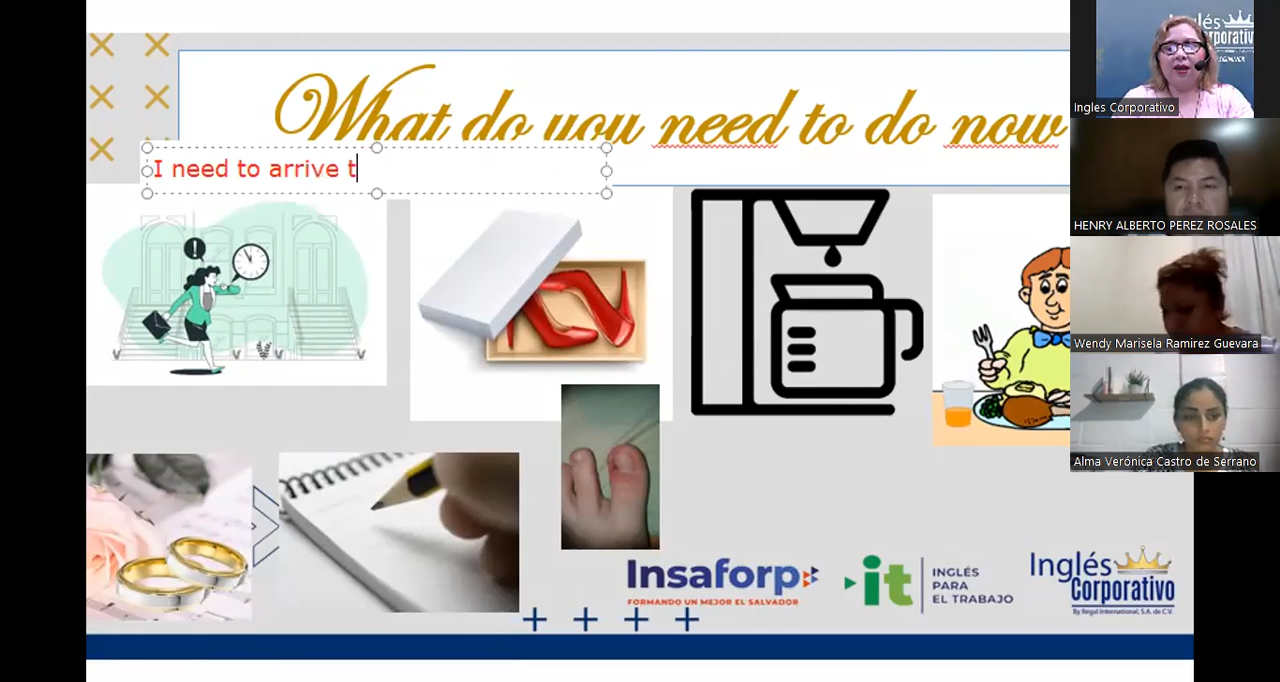 What do you need to do now
I need to arrive t
!
Insaforp
FORMANDO UN MEJOR EL SALVADOR
it
INGLÉS
PARA
EL TRABAJO
Inglés
Corporativo
By Regal International, S.A. de C.V.
Ingles Corporativo
HENRY ALBERTO PEREZ ROSALES
Wendy Marisela Ramirez Guevara
Alma Verónica Castro de Serrano